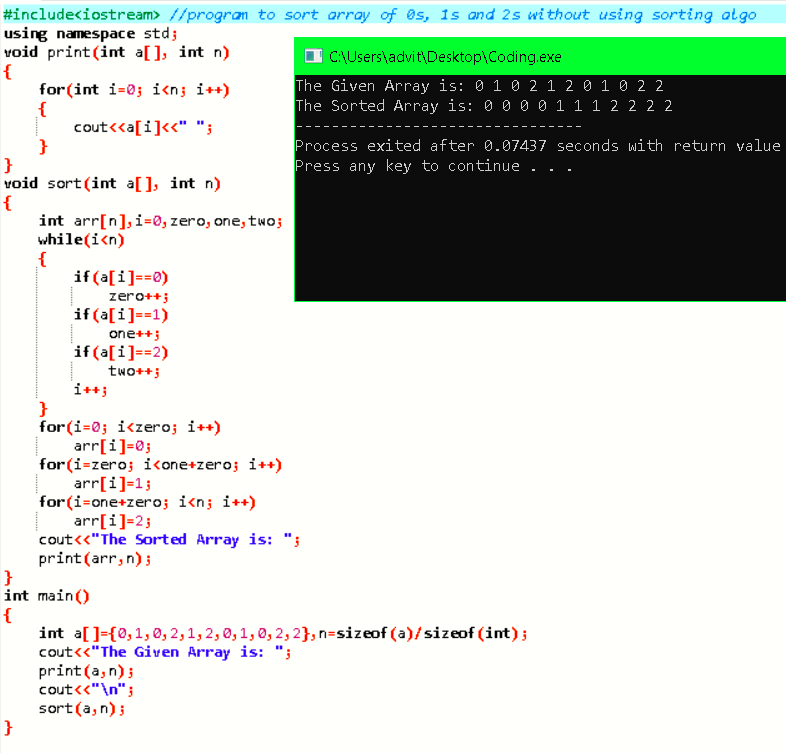 #include<iostream> //program to sort array of 0s, 1s and 2s without using sorting algo
using namespace std;
void print(int a[], int n)
{
    for(int i=0; i<n; i++)
    {
        cout<<a[i]<<" ";
    }
}
void sort(int a[], int n)
{
    int arr[n],i=0,zero,one,two;
    while(i<n)
    {
        if(a[i]==0)
            zero++;
        if(a[i]==1)
            one++;
        if(a[i]==2)
            two++;
        i++;
    }
    for(i=0; i<zero; i++)
        arr[i]=0;
    for(i=zero; i<one+zero; i++)
        arr[i]=1;
    for(i=one+zero; i<n; i++)
        arr[i]=2;
    cout<<"The Sorted Array is: ";
    print(arr,n);
}
int main()
{
    int a[]={0,1,0,2,1,2,0,1,0,2,2},n=sizeof(a)/sizeof(int);
    cout<<"The Given Array is: ";
    print(a,n);
    cout<<"\n";
    sort(a,n);
}
C:\Users\advit\Desktop\Coding.exe
The Given Array is: 0 1 0 2 1 2 0 1 0 2 2
The Sorted Array is: 0 0 0 0 1 1 1 2 2 2 2
--------------------------------
Process exited after 0.07437 seconds with return value
Press any key to continue . . .